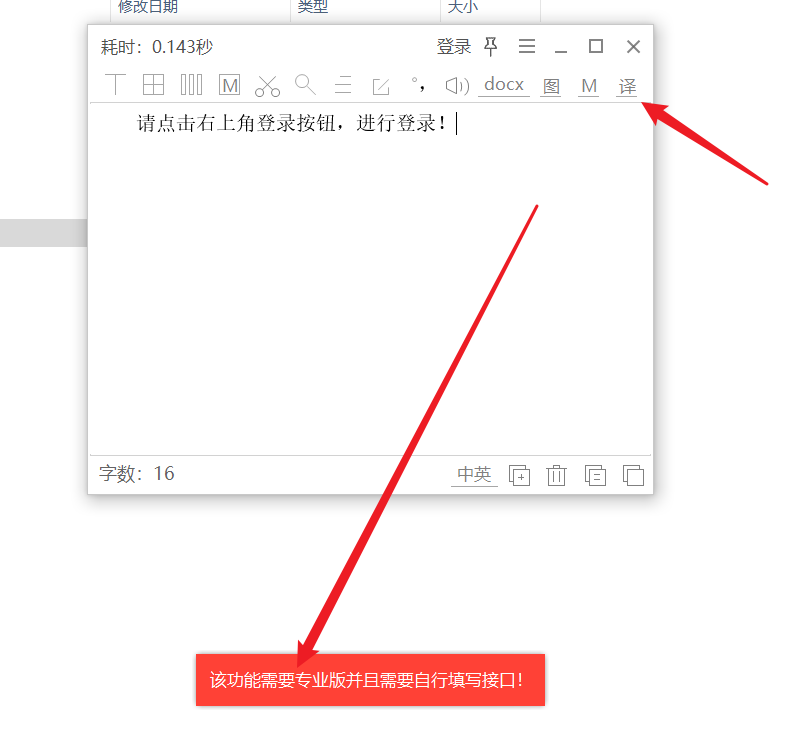 修改日期 类型 大小
耗时：0.143秒 登录
M °， docx 图 M 译
请点击右上角登录按钮，进行登录！
字数：16 中英
该功能需要专业版并且需要自行填写接口！